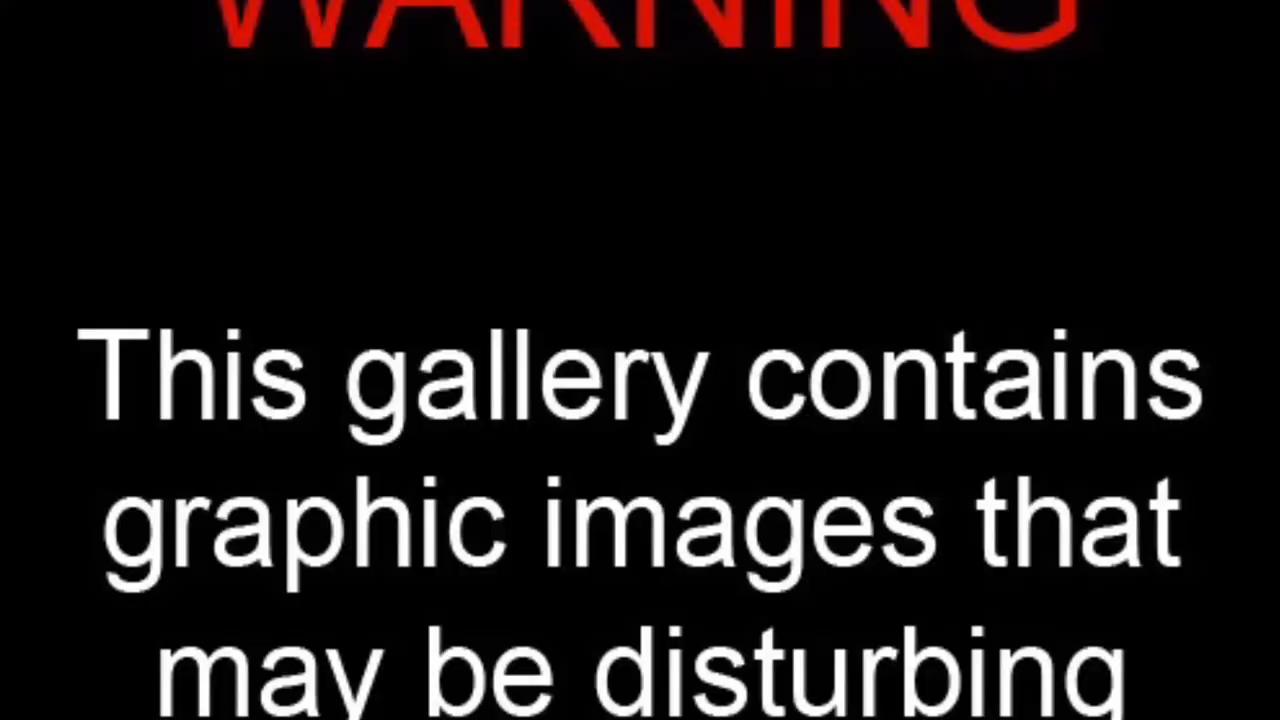 WARNING
This gallery contains
graphic images that
may be disturbing